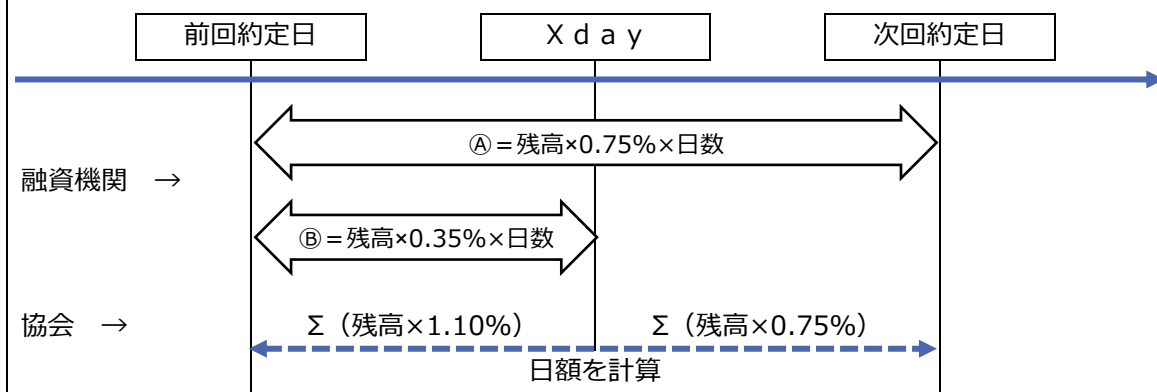 前回約定日 Ｘｄａｙ 次回約定日
Ⓐ＝残高×0.75%×日数
融資機関 →
Ⓑ＝残高×0.35%×日数
協会 → Σ（残高×1.10%） Σ（残高×0.75%）
日額を計算